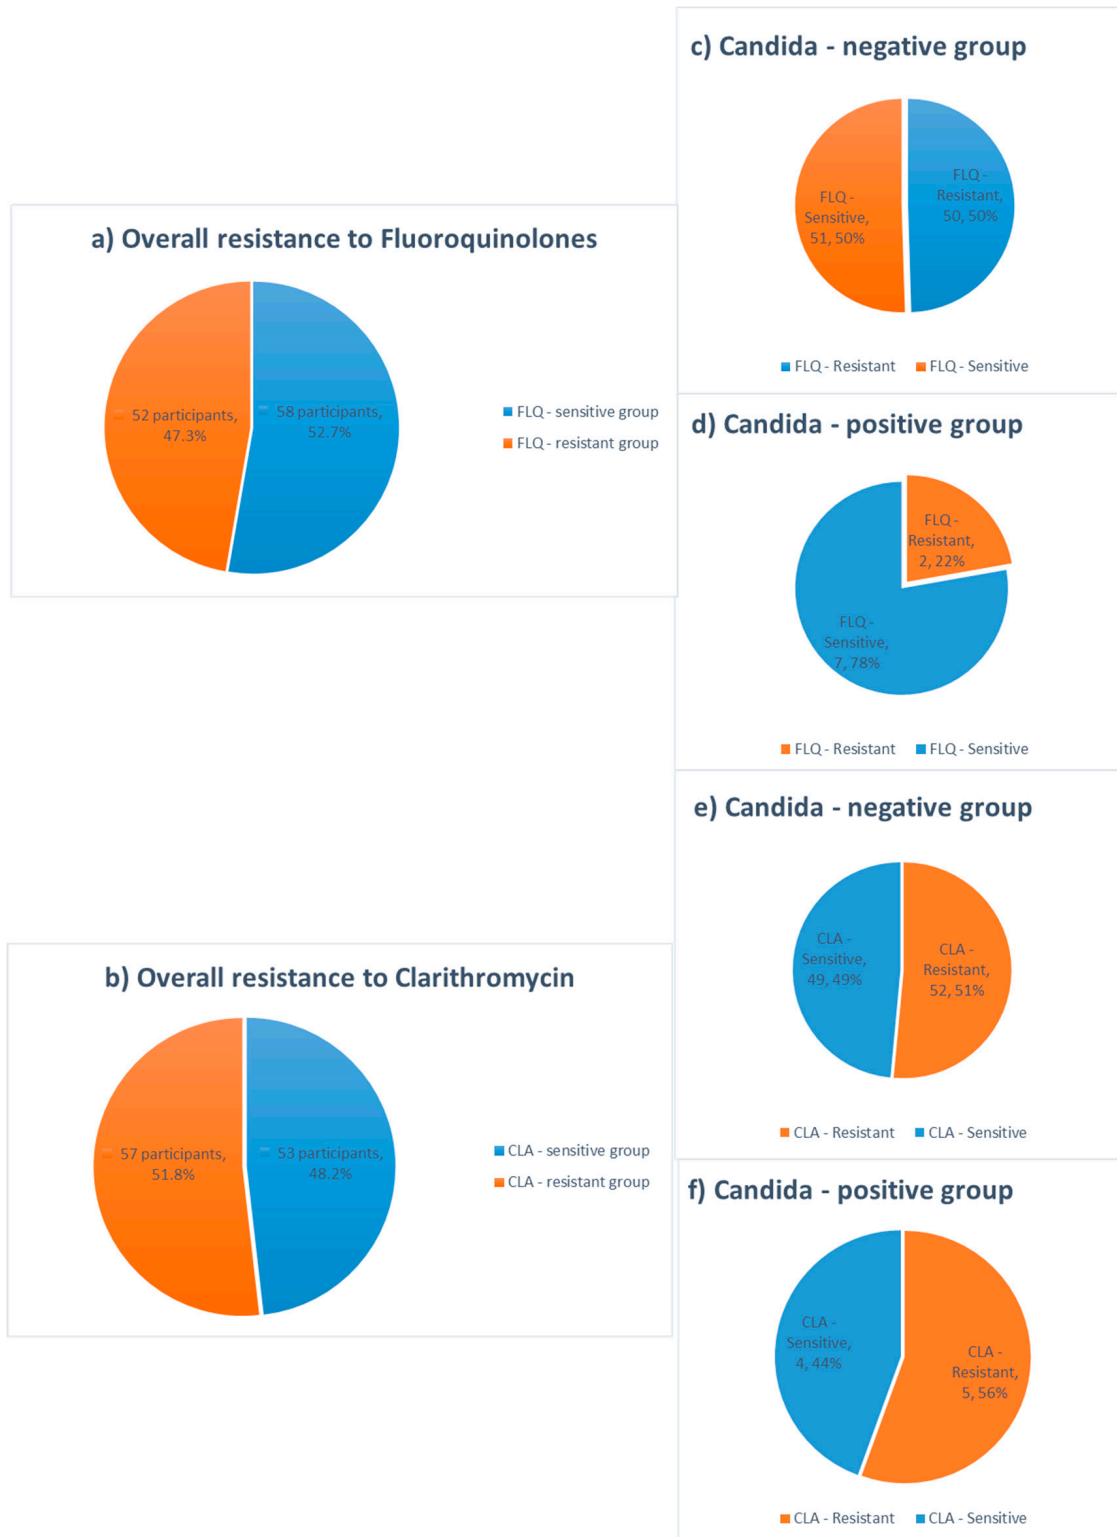 a) Overall resistance to Fluoroquinolones
52 participants,
47.3%
58 participants,
52.7%
FLQ - sensitive group
FLQ - resistant group
b) Overall resistance to Clarithromycin
57 participants,
51.8%
53 participants,
48.2%
CLA - sensitive group
CLA - resistant group
c) Candida - negative group
FLQ -
Sensitive,
51, 50%
FLQ -
Resistant,
50, 50%
FLQ - Resistant
FLQ - Sensitive
d) Candida - positive group
FLQ -
Resistant,
2, 22%
FLQ -
Sensitive,
7, 78%
FLQ - Resistant
FLQ - Sensitive
e) Candida - negative group
CLA -
Sensitive,
49, 49%
CLA -
Resistant,
52, 51%
CLA - Resistant
CLA - Sensitive
f) Candida - positive group
CLA -
Sensitive,
4, 44%
CLA -
Resistant,
5, 56%
CLA - Resistant
CLA - Sensitive